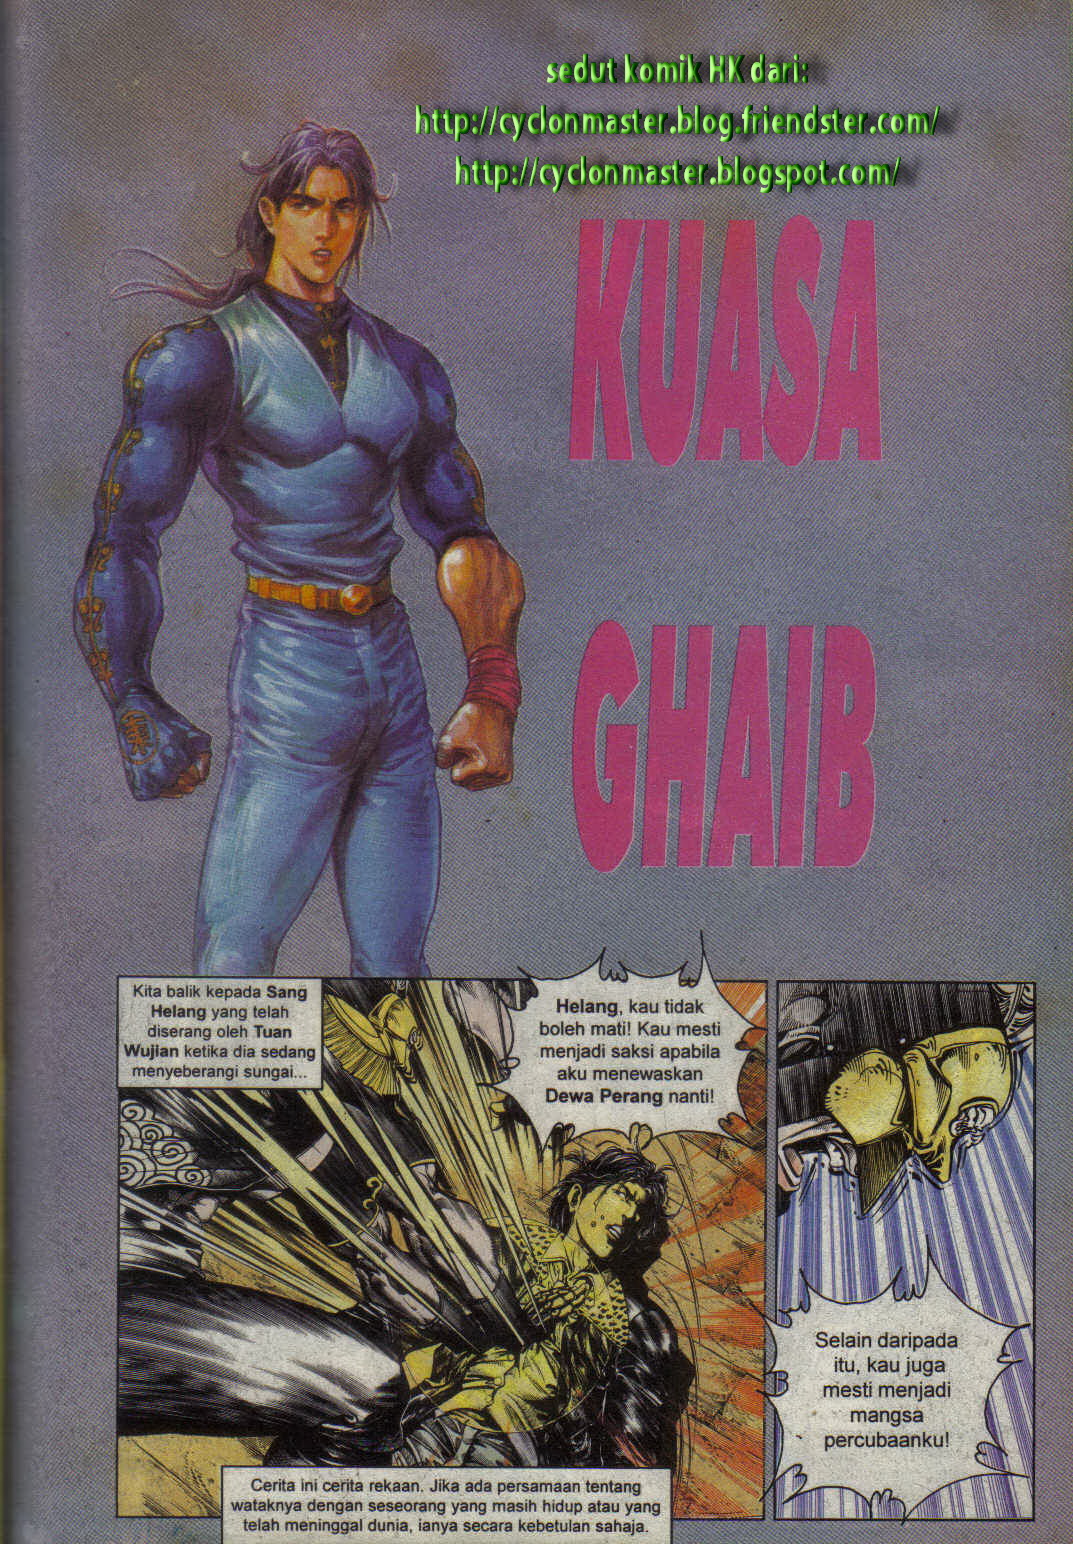 sedut komik HK dari:
http://cyclonmaster.blog.friendster.com/
http://cyclonmaster.blogspot.com/
KUASA
GHAIB
Kita balik kepada Sang
Helang yang telah
diserang oleh Tuan
Wujian ketika dia sedang
menyeberangi sungai...
Helang, kau tidak
boleh mati! Kau mesti
menjadi saksi apabila
aku menewaskan
Dewa Perang nanti!
Selain daripada
itu, kau juga
mesti menjadi
mangsa
percubaanku!
Cerita ini cerita rekaan. Jika ada persamaan tentang
wataknya dengan seseorang yang masih hidup atau yang
telah meninggal dunia, ianya secara kebetulan sahaja.